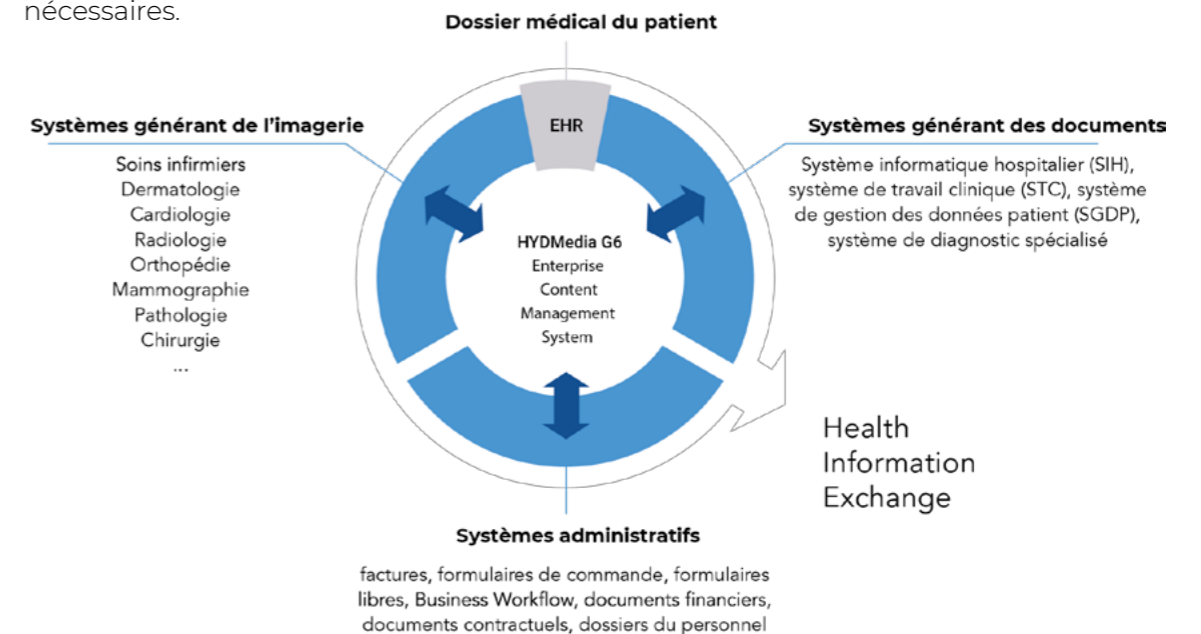 nécessaires.
Dossier médical du patient
EHR
Systèmes générant de l'imagerie
Soins infirmiers
Dermatologie
Cardiologie
Radiologie
Orthopédie
Mammographie
Pathologie
Chirurgie
...
HYDMedia G6
Enterprise
Content
Management
System
Systèmes générant des documents
Système informatique hospitalier (SIH),
système de travail clinique (STC), système
de gestion des données patient (SGDP),
système de diagnostic spécialisé
Health
Information
Exchange
Systèmes administratifs
factures, formulaires de commande, formulaires
libres, Business Workflow, documents financiers,
documents contractuels, dossiers du personnel